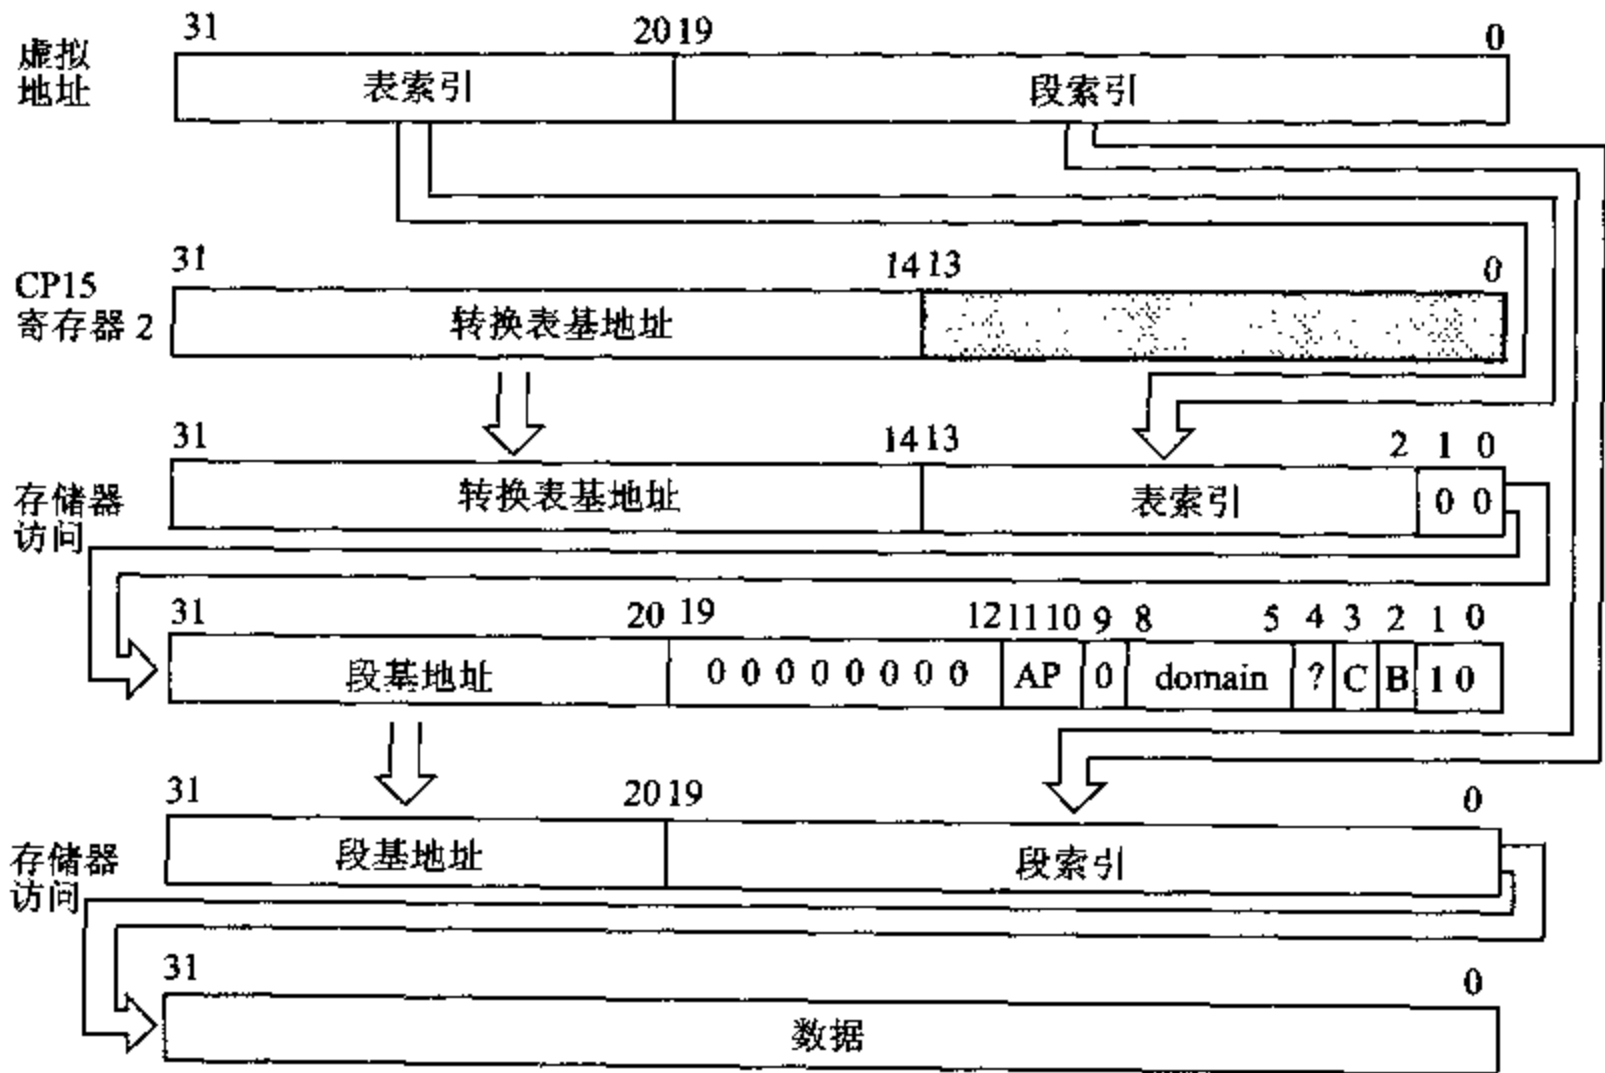 31 20 19 0
虚拟
地址
表索引 段索引
31 14 13 0
CP15
寄存器 2
转换表基地址
31 14 13 2 1 0
存储器
访问
转换表基地址 表索引 0 0
31 20 19 12 11 10 9 8 5 4 3 2 1 0
段基地址 0 0 0 0 0 0 0 0 AP 0 domain ? C B 1 0
31 20 19 0
存储器
访问
段基地址 段索引
31 0
数据